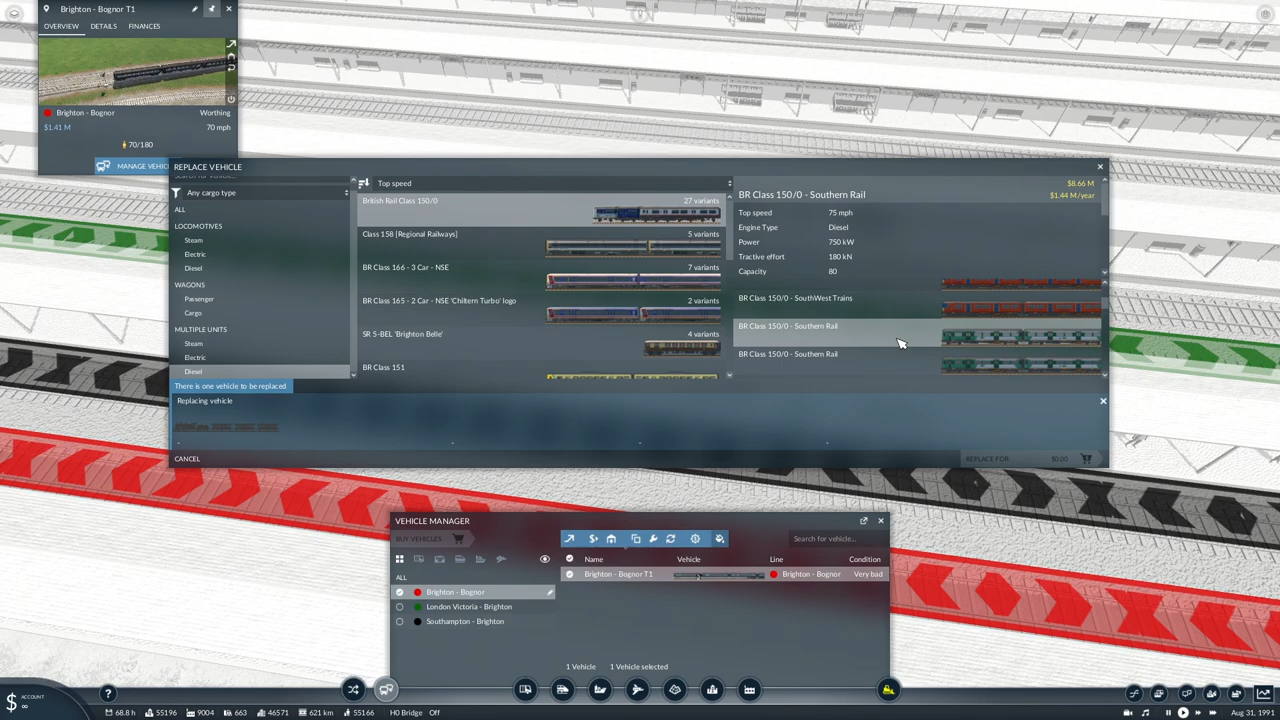 Brighton - Bognor T1
OVERVIEW DETAILS FINANCES
Brighton - Bognor Worthing
$1.41 M 70 mph
70/180
MANAGE VEHIC
REPLACE VEHICLE
Any cargo type
ALL
LOCOMOTIVES
Steam
Electric
Diesel
WAGONS
Passenger
Cargo
MULTIPLE UNITS
Steam
Electric
Diesel
Top speed
British Rail Class 150/0 27 variants
Class 158 [Regional Railways] 5 variants
BR Class 166 - 3 Car - NSE 7 variants
BR Class 165 - 2 Car - NSE 'Chiltern Turbo' logo 2 variants
SR 5-BEL 'Brighton Belle' 4 variants
BR Class 151
$8.66 M
BR Class 150/0 - Southern Rail $1.44 M/year
Top speed 75 mph
Engine Type Diesel
Power 750 kW
Tractive effort 180 kN
Capacity 80
BR Class 150/0 - SouthWest Trains
BR Class 150/0 - Southern Rail
BR Class 150/0 - Southern Rail
There is one vehicle to be replaced
Replacing vehicle
- - - -
CANCEL REPLACE FOR $0.00
VEHICLE MANAGER
BUY VEHICLES Search for vehicle...
Name Vehicle Line Condition
ALL
Brighton - Bognor T1 Brighton - Bognor Very bad
Brighton - Bognor
London Victoria - Brighton
Southampton - Brighton
1 Vehicle 1 Vehicle selected
$ ACCOUNT ∞
?
68.8 h 55196 9004 663 46571 621 km 55166 H0 Bridge Off Aug 31, 1991